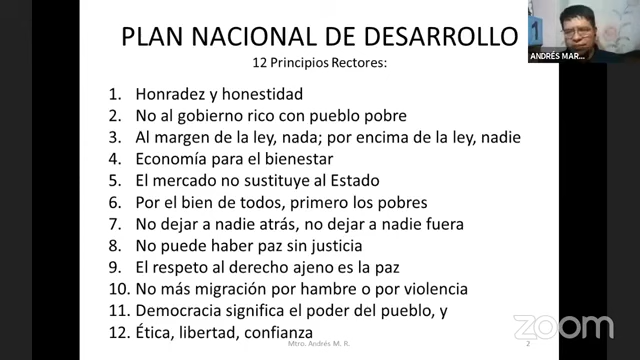 PLAN NACIONAL DE DESARROLLO
12 Principios Rectores:
1. Honradez y honestidad
2. No al gobierno rico con pueblo pobre
3. Al margen de la ley, nada; por encima de la ley, nadie
4. Economía para el bienestar
5. El mercado no sustituye al Estado
6. Por el bien de todos, primero los pobres
7. No dejar a nadie atrás, no dejar a nadie fuera
8. No puede haber paz sin justicia
9. El respeto al derecho ajeno es la paz
10. No más migración por hambre o por violencia
11. Democracia significa el poder del pueblo, y
12. Ética, libertad, confianza
Mtro. Andrés M. R.
2
1
ANDRÉS MAR...
zoom